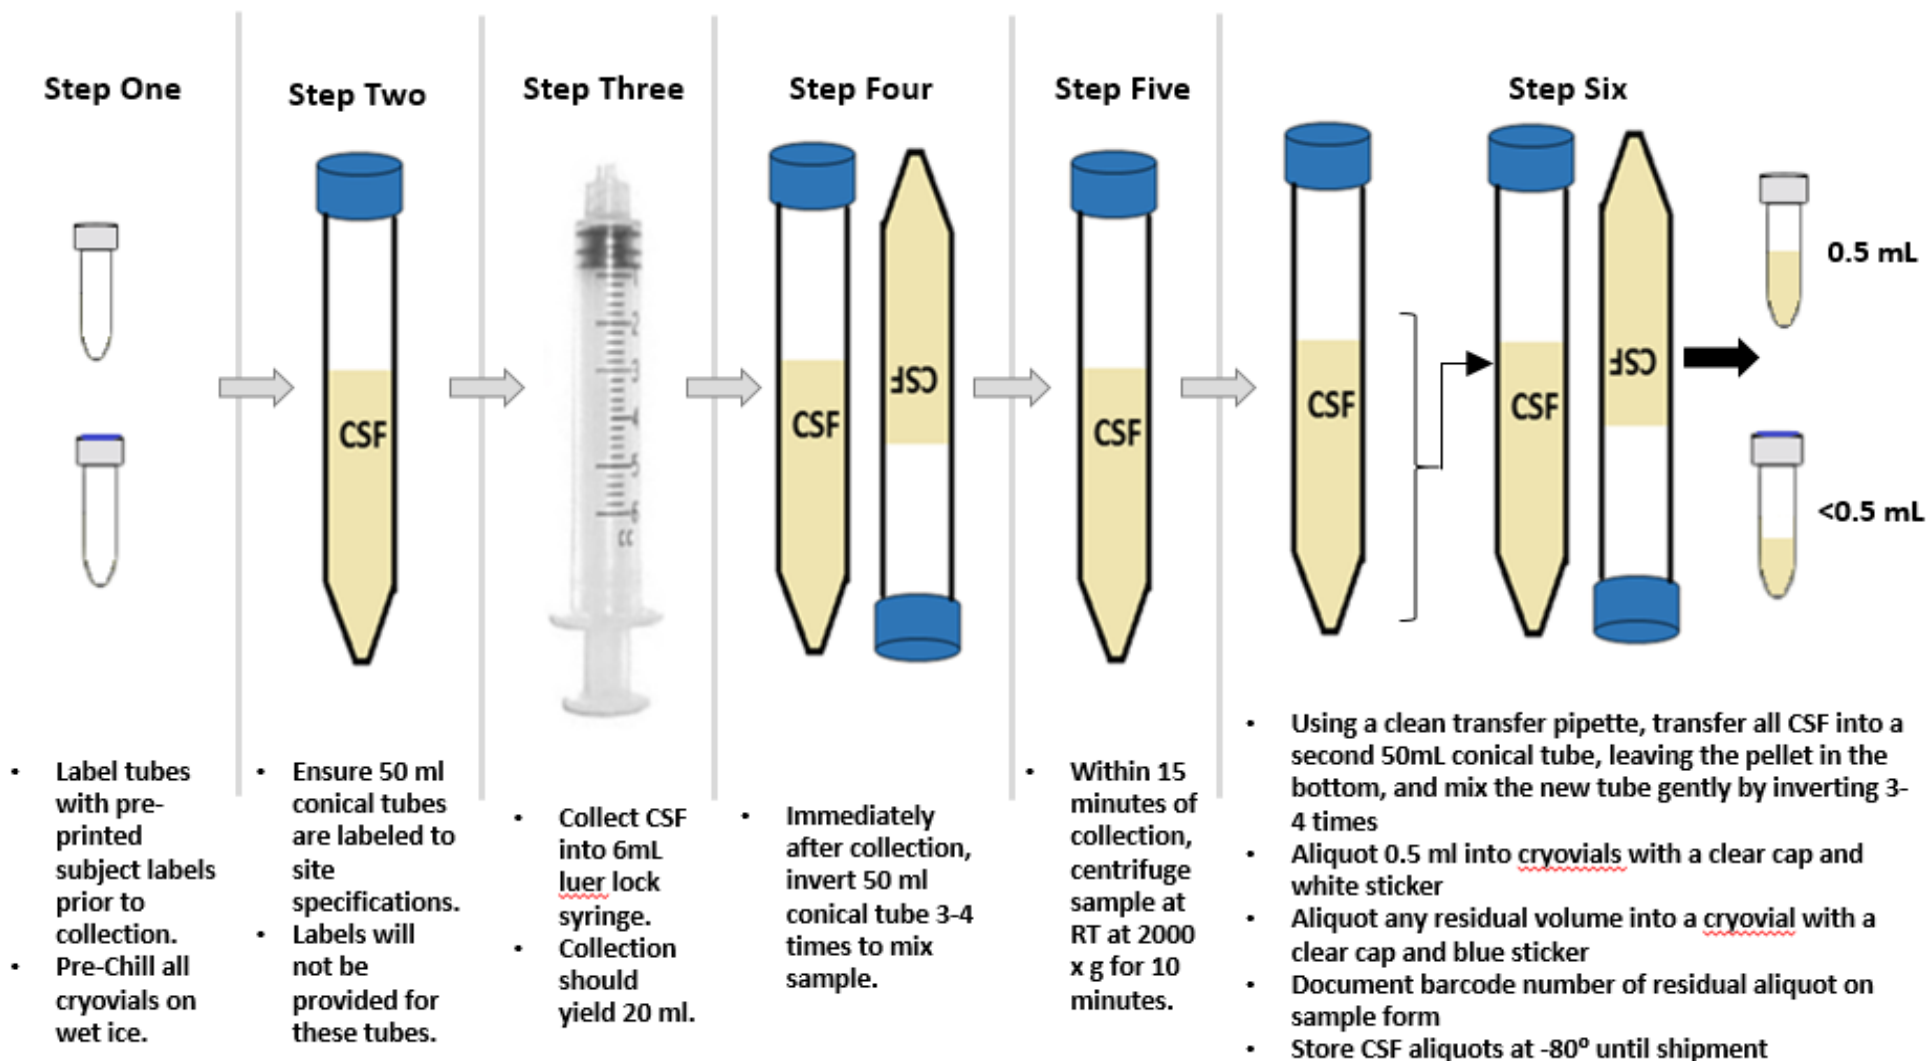 Step One
Step Two
Step Three
Step Four
Step Five
Step Six
CSF
CSF
CSF
CSF
CSF
CSF
CSF
0.5 mL
<0.5 mL
cc
• Label tubes
with pre-
printed
subject labels
prior to
collection.
• Pre-Chill all
cryovials on
wet ice.
• Ensure 50 ml
conical tubes
are labeled to
site
specifications.
• Labels will
not be
provided for
these tubes.
• Collect CSF
into 6mL
luer lock
syringe.
• Collection
should
yield 20 ml.
• Immediately
after collection,
invert 50 ml
conical tube 3-4
times to mix
sample.
• Within 15
minutes of
collection,
centrifuge
sample at
RT at 2000
x g for 10
minutes.
• Using a clean transfer pipette, transfer all CSF into a
second 50mL conical tube, leaving the pellet in the
bottom, and mix the new tube gently by inverting 3-
4 times
• Aliquot 0.5 ml into cryovials with a clear cap and
white sticker
• Aliquot any residual volume into a cryovial with a
clear cap and blue sticker
• Document barcode number of residual aliquot on
sample form
• Store CSF aliquots at -80º until shipment